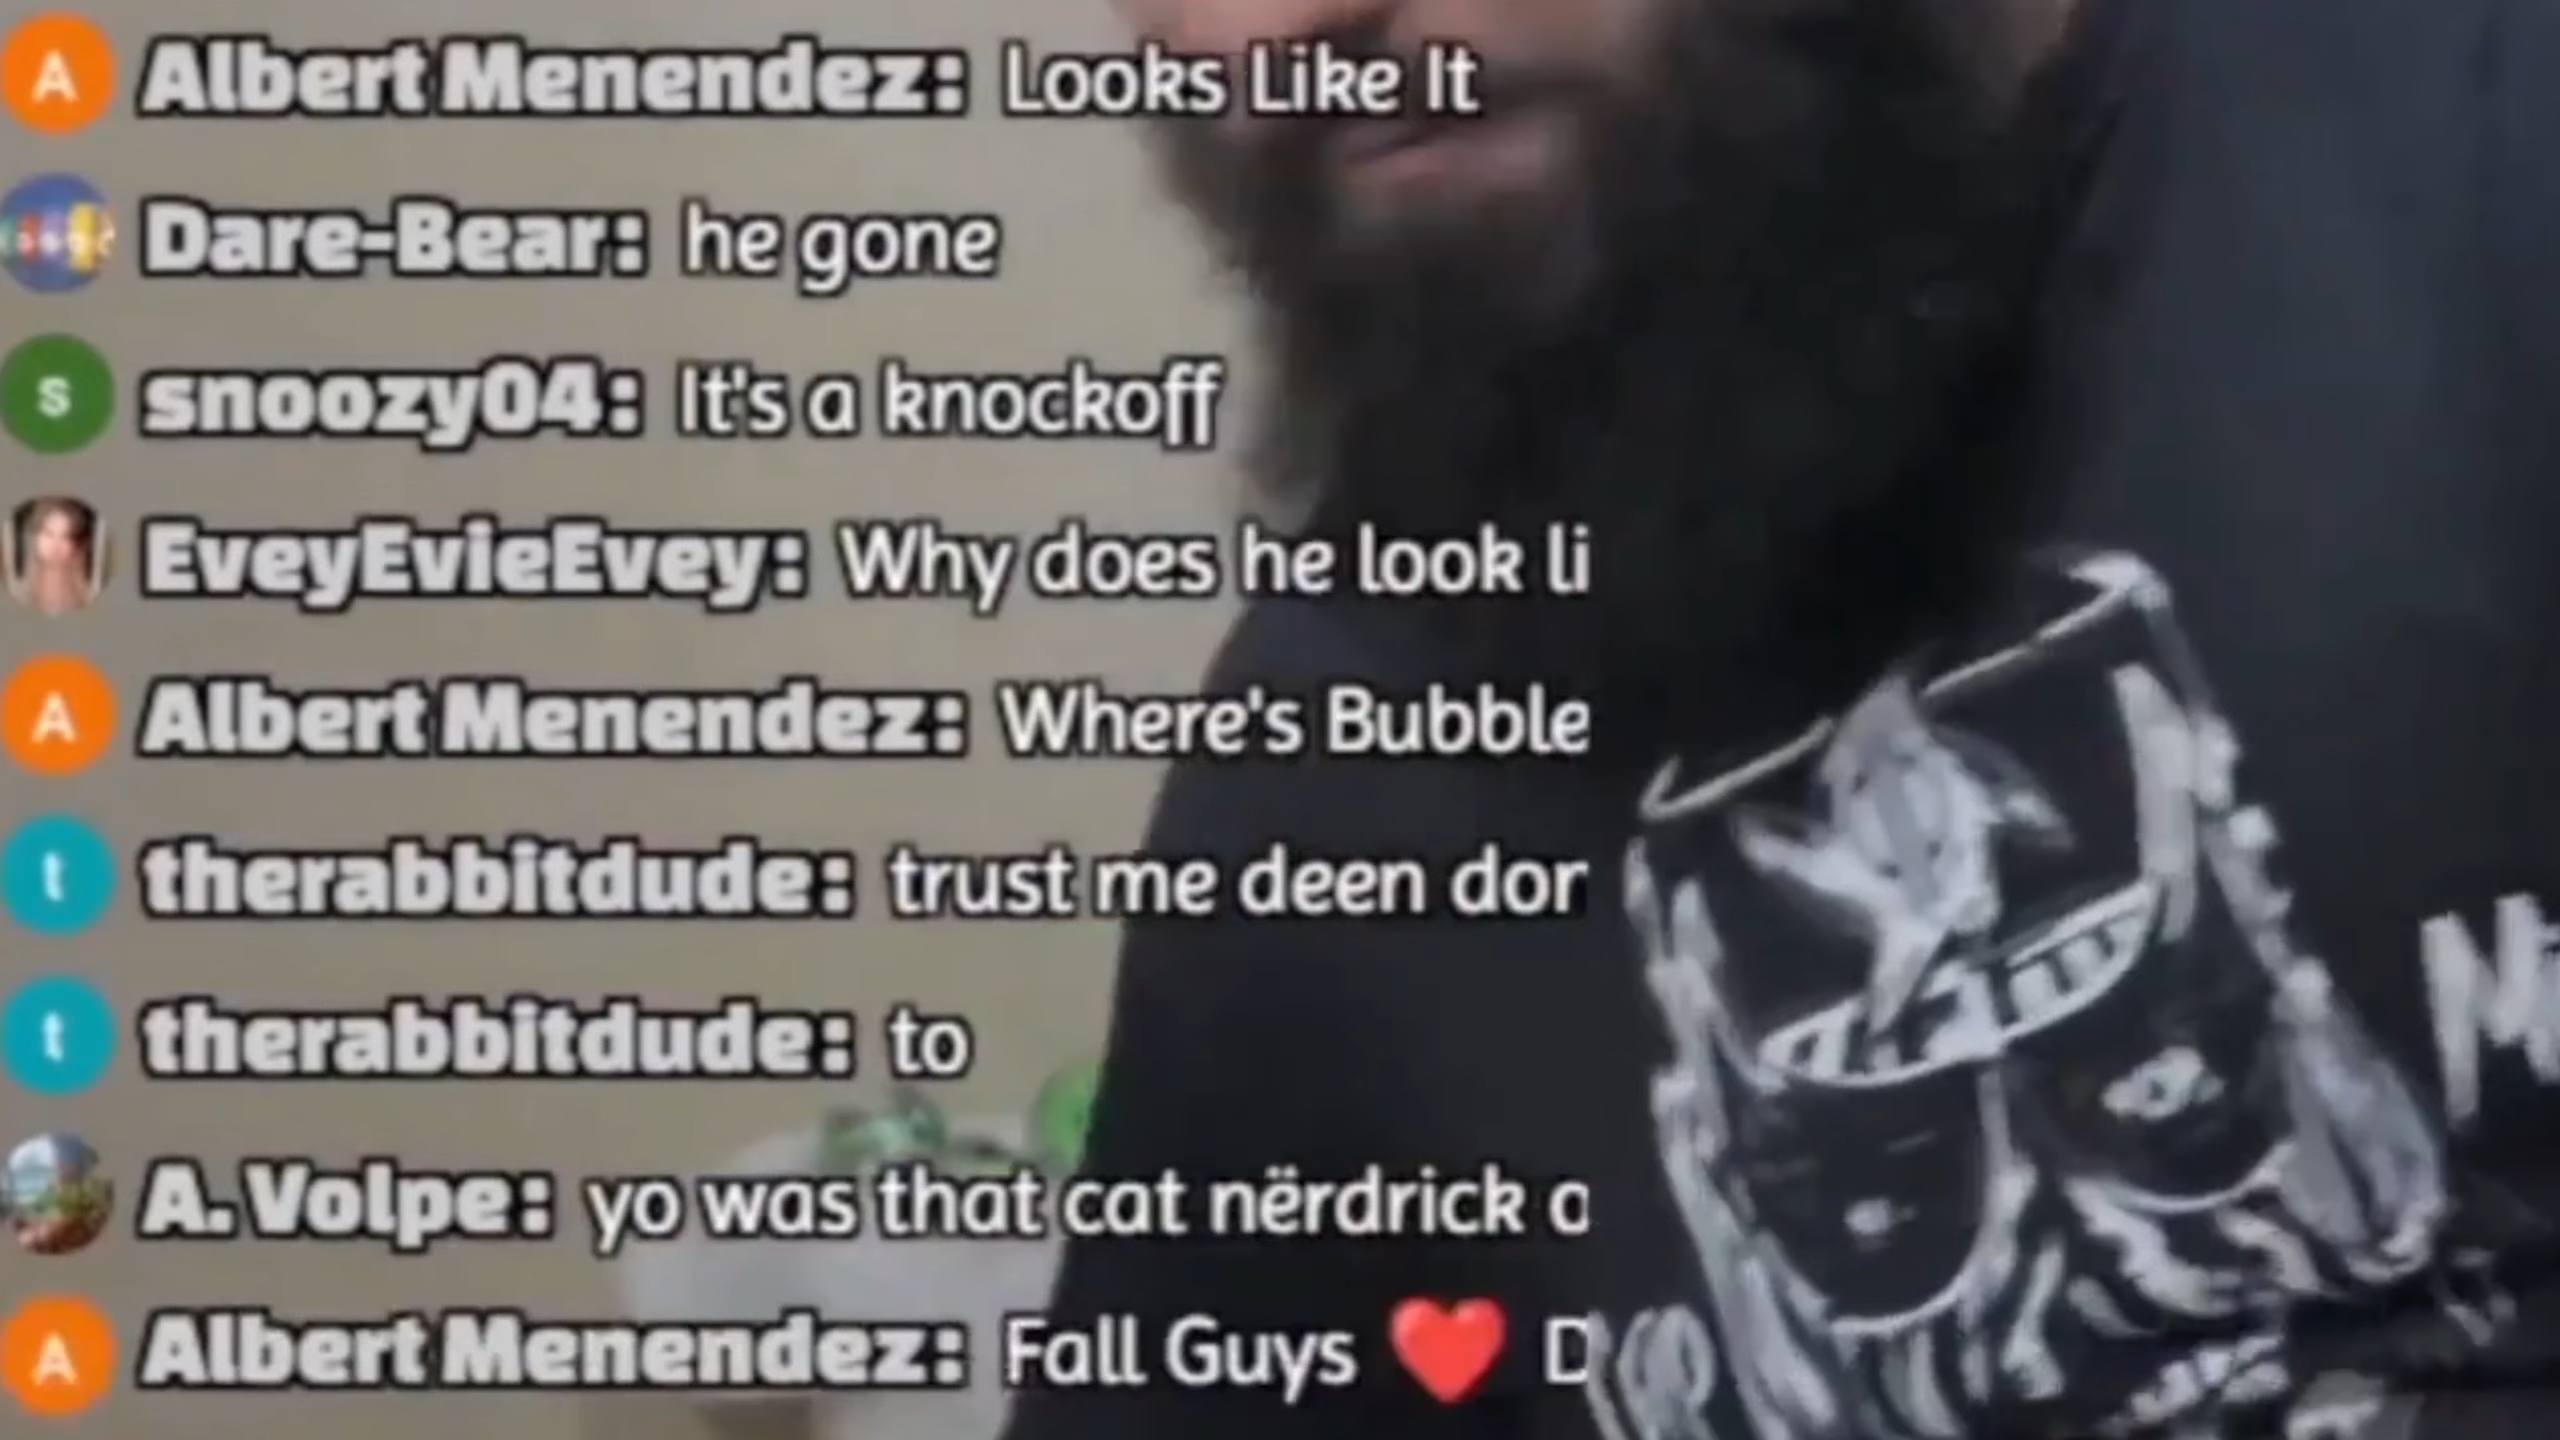 A Albert Menendez: Looks Like It
Dare-Bear: he gone
s snoozy04: It's a knockoff
EveyEvieEvey: Why does he look li
A Albert Menendez: Where's Bubble
t therabbitdude: trust me deen don
t therabbitdude: to
A. Volpe: yo was that cat nërdrick
A Albert Menendez: Fall Guys ❤️ D